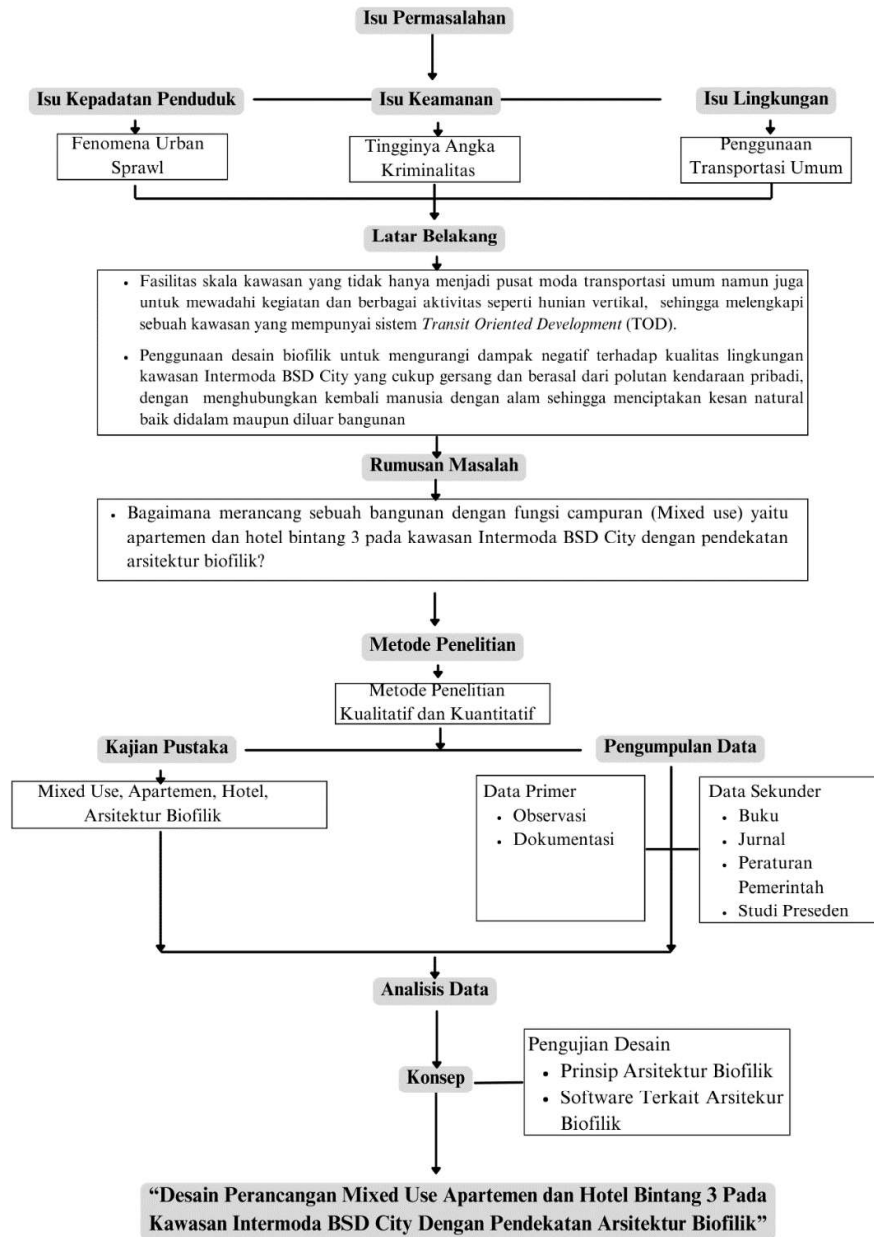 Isu Permasalahan
Isu Kepadatan Penduduk
Isu Keamanan
Isu Lingkungan
Fenomena Urban
Sprawl
Tingginya Angka
Kriminalitas
Penggunaan
Transportasi Umum
Latar Belakang
• Fasilitas skala kawasan yang tidak hanya menjadi pusat moda transportasi umum namun juga
untuk mewadahi kegiatan dan berbagai aktivitas seperti hunian vertikal, sehingga melengkapi
sebuah kawasan yang mempunyai sistem Transit Oriented Development (TOD).
• Penggunaan desain biofilik untuk mengurangi dampak negatif terhadap kualitas lingkungan
kawasan Intermoda BSD City yang cukup gersang dan berasal dari polutan kendaraan pribadi,
dengan menghubungkan kembali manusia dengan alam sehingga menciptakan kesan natural
baik didalam maupun diluar bangunan
Rumusan Masalah
• Bagaimana merancang sebuah bangunan dengan fungsi campuran (Mixed use) yaitu
apartemen dan hotel bintang 3 pada kawasan Intermoda BSD City dengan pendekatan
arsitektur biofilik?
Metode Penelitian
Metode Penelitian
Kualitatif dan Kuantitatif
Kajian Pustaka
Pengumpulan Data
Mixed Use, Apartemen, Hotel,
Arsitektur Biofilik
Data Primer
• Observasi
• Dokumentasi
Data Sekunder
• Buku
• Jurnal
• Peraturan
Pemerintah
• Studi Preseden
Analisis Data
Konsep
Pengujian Desain
• Prinsip Arsitektur Biofilik
• Software Terkait Arsitekur
Biofilik
“Desain Perancangan Mixed Use Apartemen dan Hotel Bintang 3 Pada
Kawasan Intermoda BSD City Dengan Pendekatan Arsitektur Biofilik”